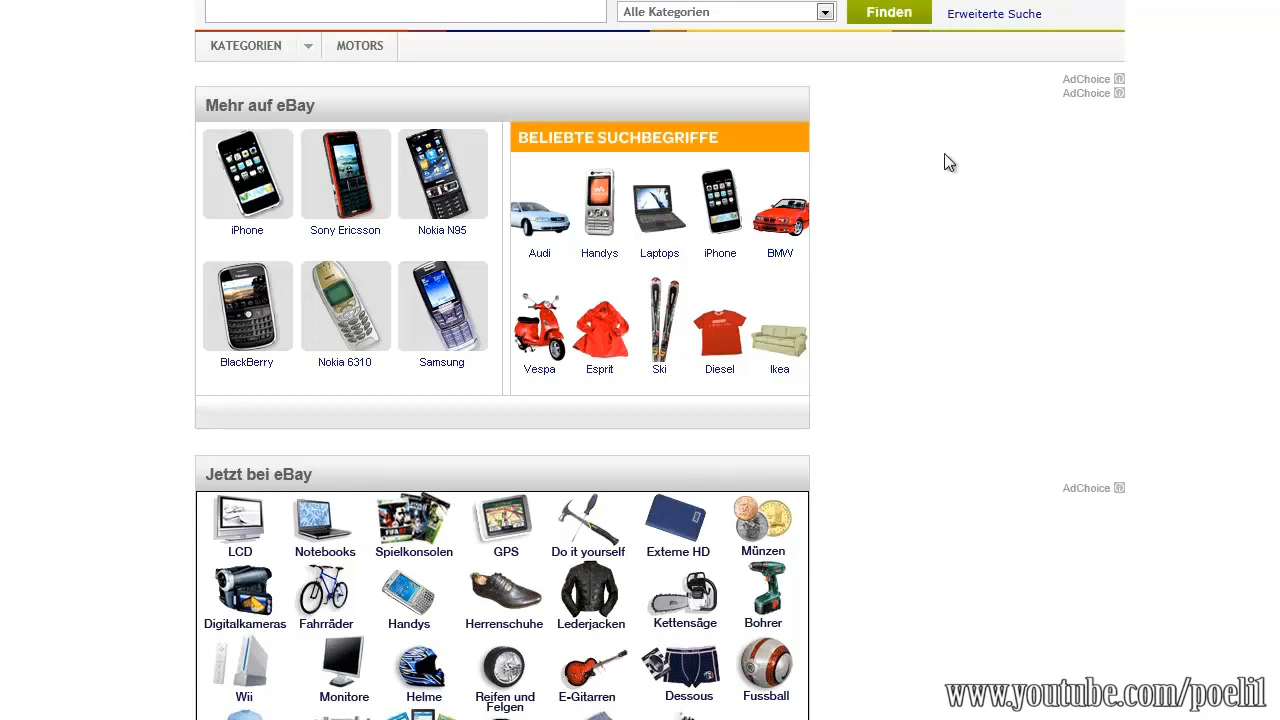 Alle Kategorien
Finden
Erweiterte Suche
KATEGORIEN
MOTORS
AdChoice
AdChoice
Mehr auf eBay
iPhone
Sony Ericsson
Nokia N95
BlackBerry
Nokia 6310
Samsung
BELIEBTE SUCHBEGRIFFE
Audi
Handys
Laptops
iPhone
BMW
Vespa
Esprit
Ski
Diesel
Ikea
Jetzt bei eBay
AdChoice
LCD
Notebooks
Spielkonsolen
GPS
Do it yourself
Externe HD
Münzen
Digitalkameras
Fahrräder
Handys
Herrenschuhe
Lederjacken
Kettensäge
Bohrer
Wii
Monitore
Helme
Reifen und
Felgen
E-Gitarren
Dessous
Fussball
www.youtube.com/poelil